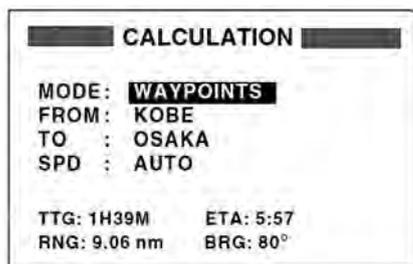 CALCULATION
MODE: WAYPOINTS
FROM: KOBE
TO : OSAKA
SPD : AUTO
TTG: 1H39M ETA: 5:57
RNG: 9.06 nm BRG: 80°